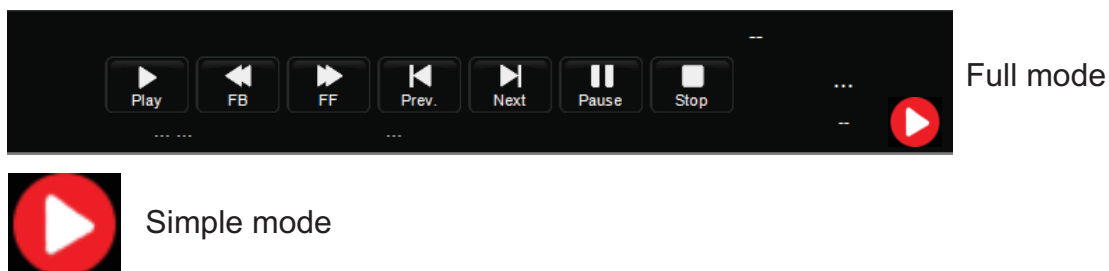 --
Play FB FF Prev. Next Pause Stop
...
Full mode
--
... ...
...
Simple mode